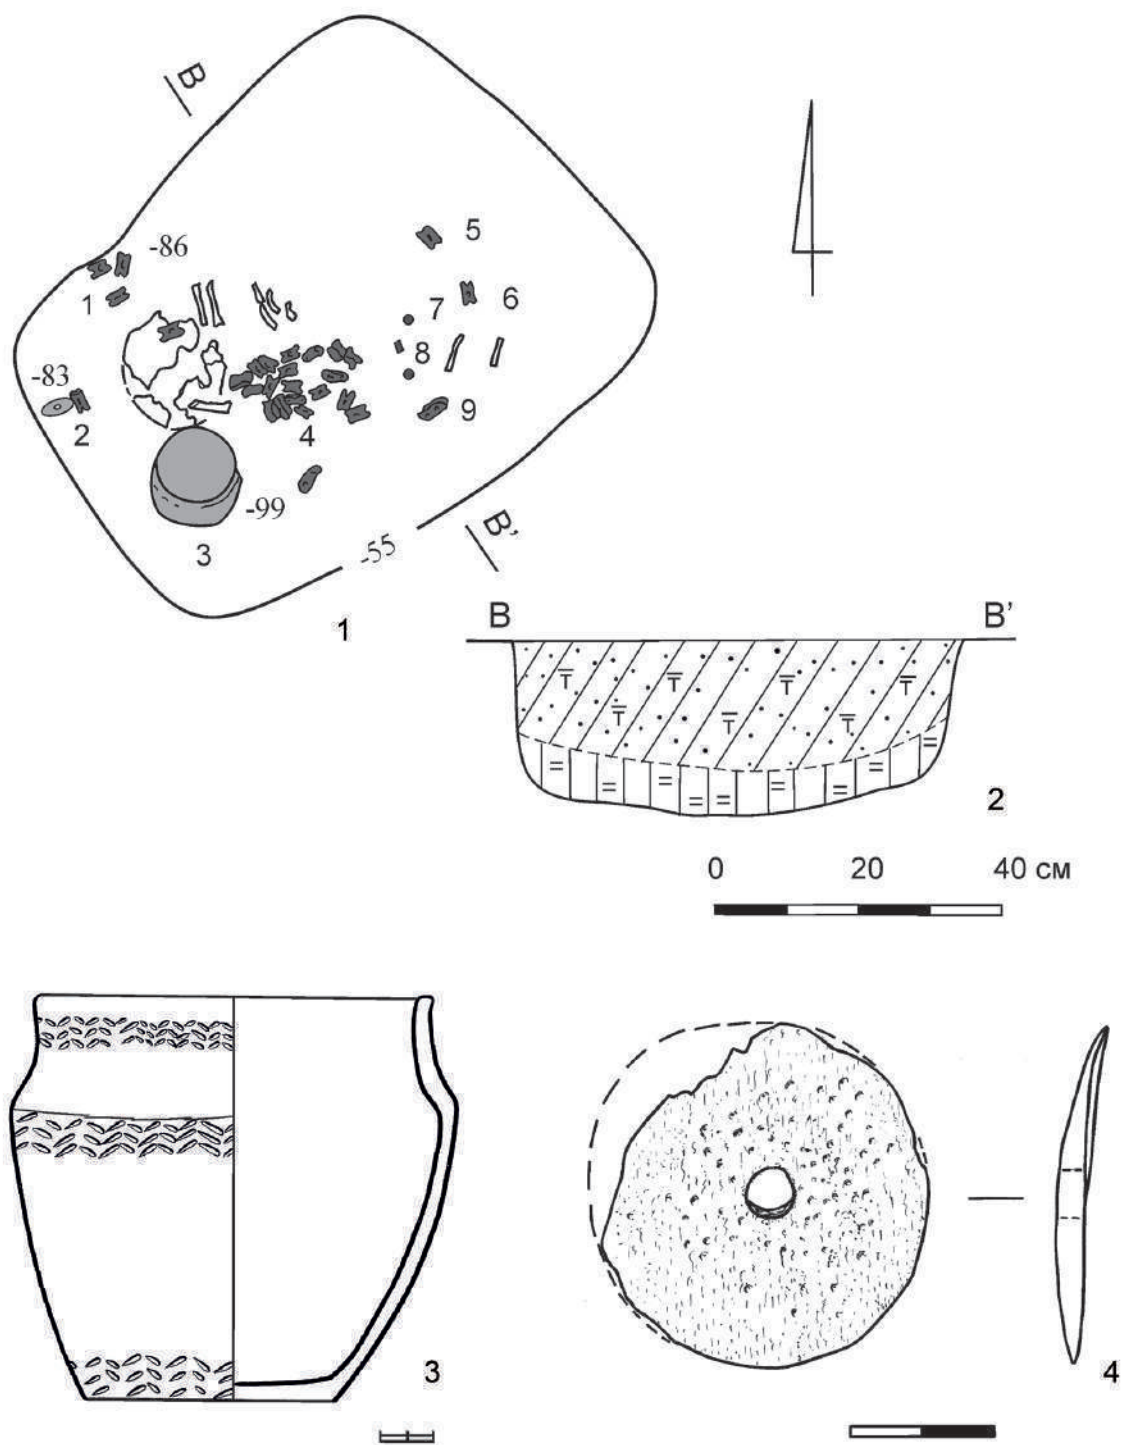 B
-86
5
1
7
6
8
-83
2
4
9
-99
3
B'
-55
1
B B'
T T T T
T T T
= = = = = = = =
2
0 20 40 см
3
4